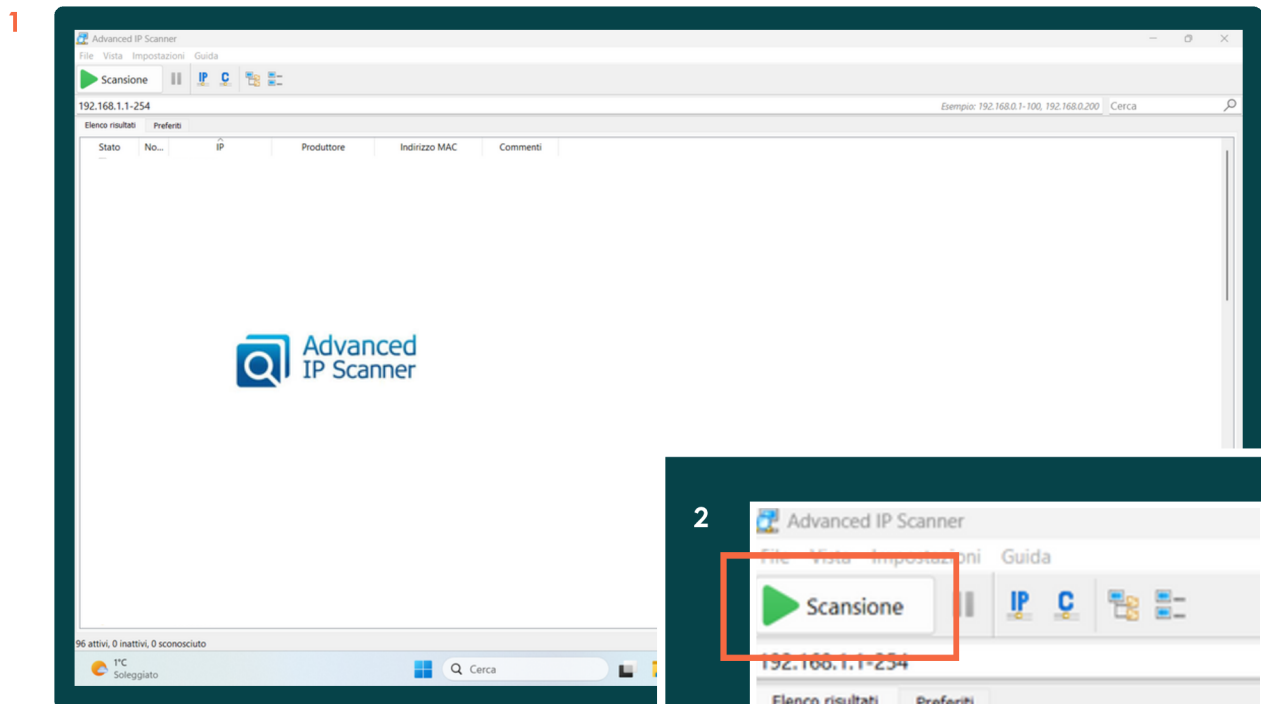 1
Advanced IP Scanner
File Vista Impostazioni Guida
Scansione IP C
192.168.1.1-254 Esempio: 192.168.0.1-100, 192.168.0.200 Cerca
Elenco risultati Preferiti
Stato No... IP Produttore Indirizzo MAC Commenti
Advanced
IP Scanner
96 attivi, 0 inattivi, 0 sconosciuto
1°C
Soleggiato
Cerca
2
Advanced IP Scanner
File Vista Impostazioni Guida
Scansione IP C
192.168.1.1-254
Elenco risultati Preferiti